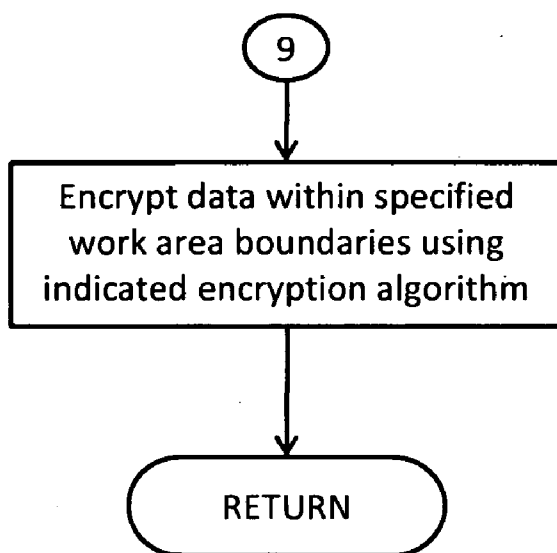 9
Encrypt data within specified
work area boundaries using
indicated encryption algorithm
RETURN